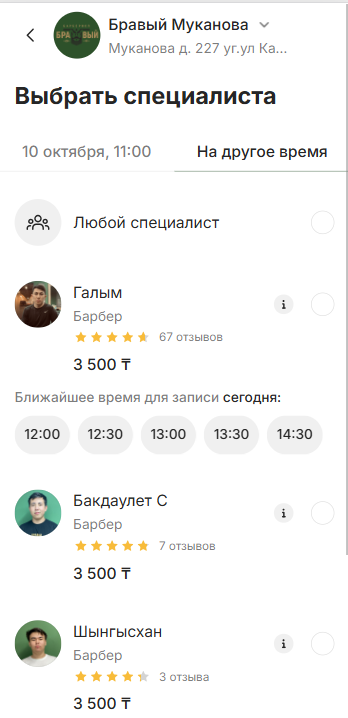 Бравый Муканова
БРАВЫЙ
Муканова д. 227 уг.ул Ка...
Выбрать специалиста
10 октября, 11:00
На другое время
Любой специалист
Галым
Барбер
67 отзывов
3 500 ₸
Ближайшее время для записи сегодня:
12:00 12:30 13:00 13:30 14:30
Бакдаулет С
Барбер
7 отзывов
3 500 ₸
Шынгысхан
Барбер
3 отзыва
3 500 ₸